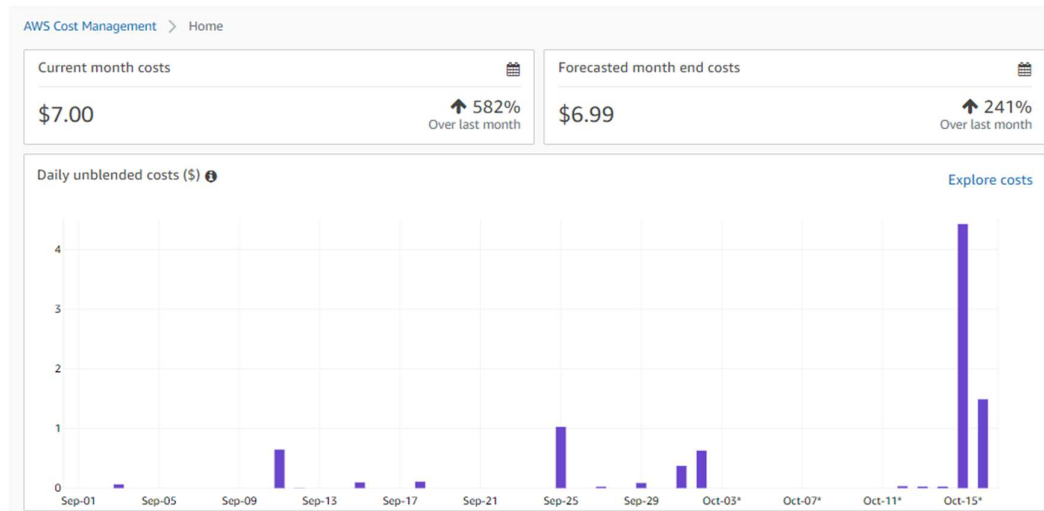 AWS Cost Management > Home
Current month costs
$7.00
582%
Over last month
Forecasted month end costs
$6.99
241%
Over last month
Daily unblended costs ($)
Explore costs
4
3
2
1
0
Sep-01 Sep-05 Sep-09 Sep-13 Sep-17 Sep-21 Sep-25 Sep-29 Oct-03* Oct-07* Oct-11* Oct-15*